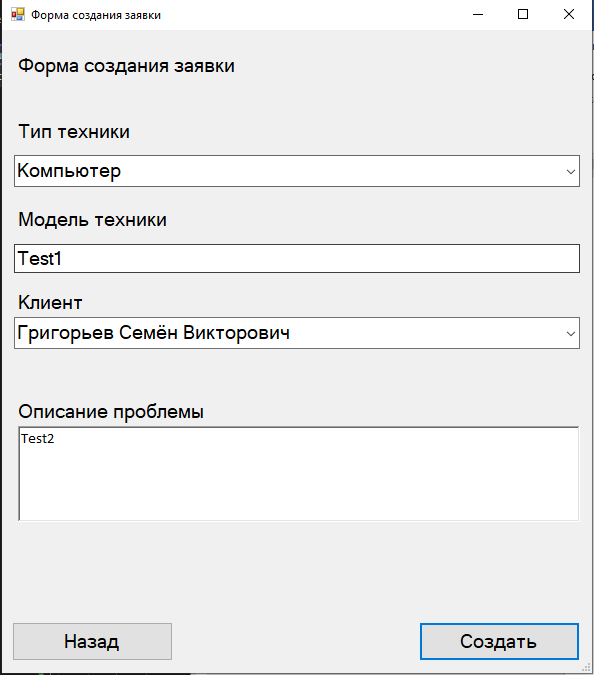 Форма создания заявки
Форма создания заявки
Тип техники
Компьютер
Модель техники
Test1
Клиент
Григорьев Семён Викторович
Описание проблемы
Test2
Назад
Создать